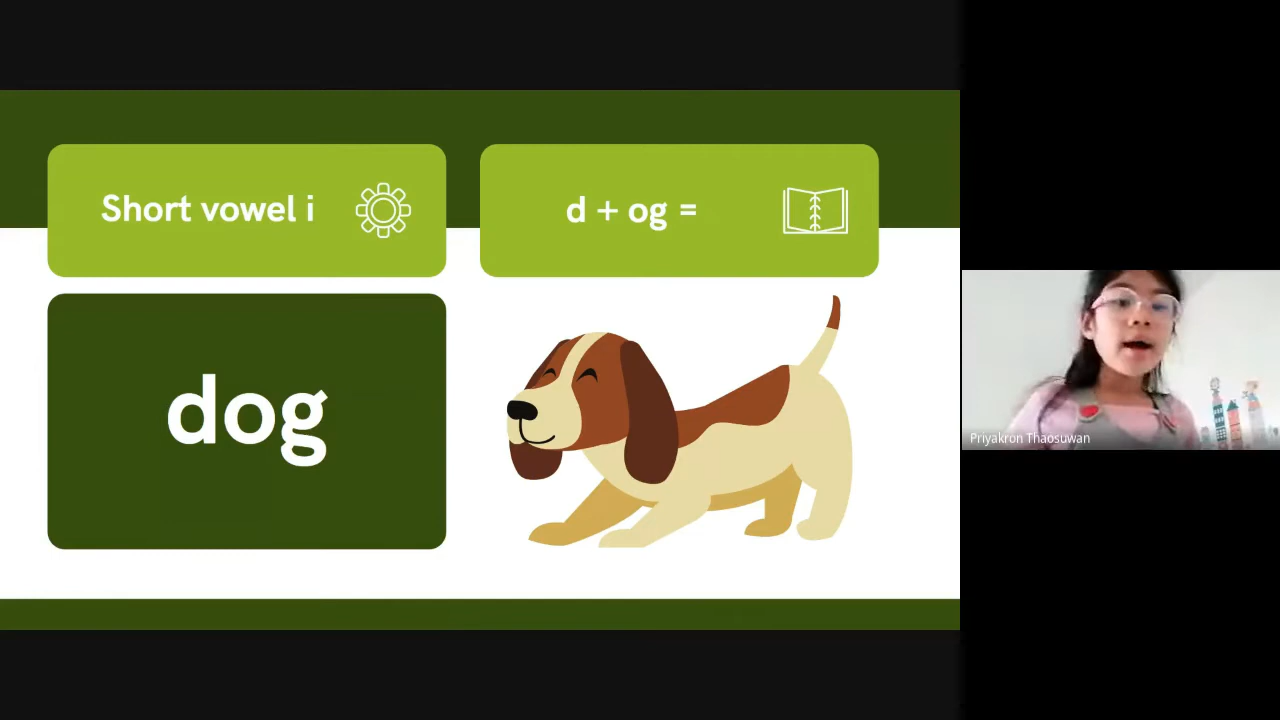 Short vowel i
d + og =
dog
Priyakron Thaosuwan